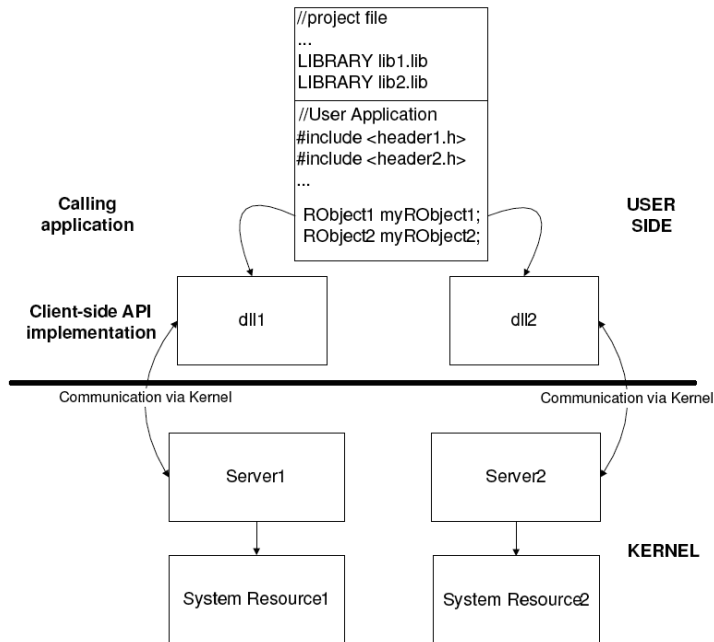 //project file
...
LIBRARY lib1.lib
LIBRARY lib2.lib
//User Application
#include <header1.h>
#include <header2.h>
...
RObject1 myRObject1;
RObject2 myRObject2;
Calling
application
USER
SIDE
Client-side API
implementation
dll1
dll2
Communication via Kernel
Communication via Kernel
Server1
Server2
KERNEL
System Resource1
System Resource2